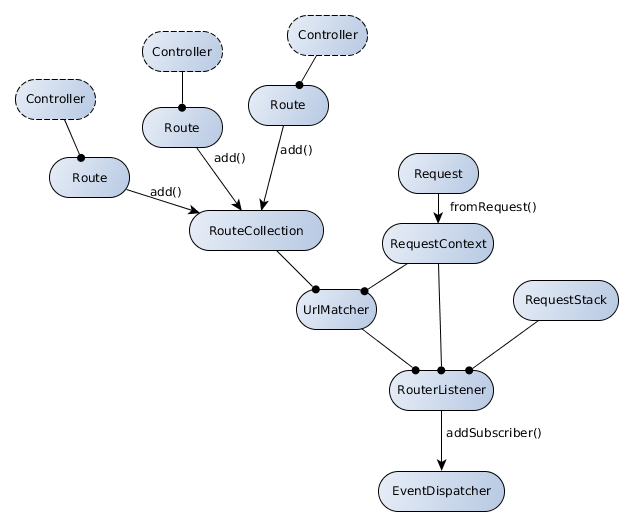 Controller
Controller
Controller
Route
Route
add()
add()
Route
Request
add()
fromRequest()
RouteCollection
RequestContext
RequestStack
UrlMatcher
RouterListener
addSubscriber()
EventDispatcher